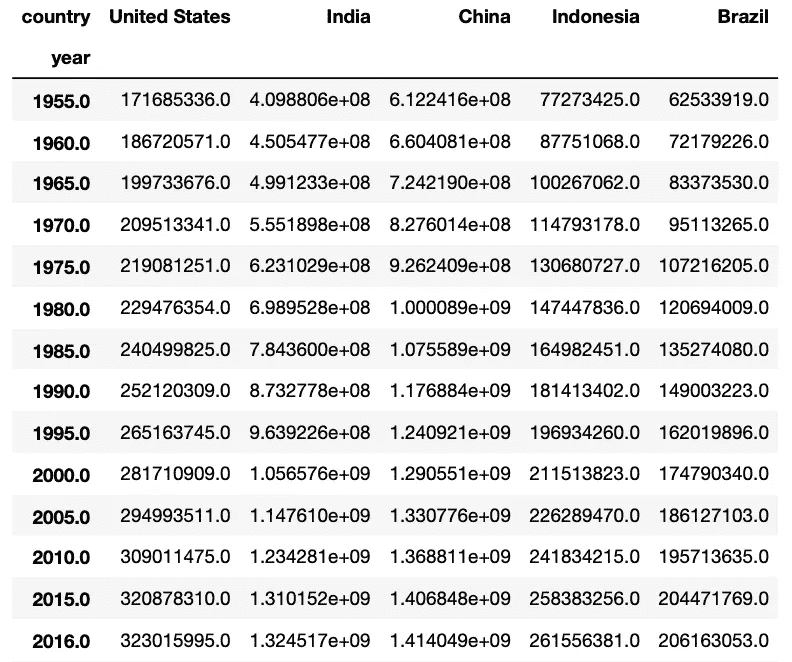 country United States India China Indonesia Brazil
year
1955.0 171685336.0 4.098806e+08 6.122416e+08 77273425.0 62533919.0
1960.0 186720571.0 4.505477e+08 6.604081e+08 87751068.0 72179226.0
1965.0 199733676.0 4.991233e+08 7.242190e+08 100267062.0 83373530.0
1970.0 209513341.0 5.551898e+08 8.276014e+08 114793178.0 95113265.0
1975.0 219081251.0 6.231029e+08 9.262409e+08 130680727.0 107216205.0
1980.0 229476354.0 6.989528e+08 1.000089e+09 147447836.0 120694009.0
1985.0 240499825.0 7.843600e+08 1.075589e+09 164982451.0 135274080.0
1990.0 252120309.0 8.732778e+08 1.176884e+09 181413402.0 149003223.0
1995.0 265163745.0 9.639226e+08 1.240921e+09 196934260.0 162019896.0
2000.0 281710909.0 1.056576e+09 1.290551e+09 211513823.0 174790340.0
2005.0 294993511.0 1.147610e+09 1.330776e+09 226289470.0 186127103.0
2010.0 309011475.0 1.234281e+09 1.368811e+09 241834215.0 195713635.0
2015.0 320878310.0 1.310152e+09 1.406848e+09 258383256.0 204471769.0
2016.0 323015995.0 1.324517e+09 1.414049e+09 261556381.0 206163053.0